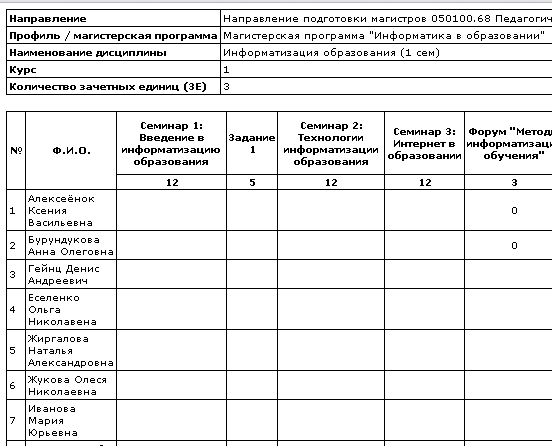 Направление Направление подготовки магистров 050100.68
Профиль / магистерская программа Магистерская программа "Информатика в образовании"
Наименование дисциплины Информатизация образования (1 сем)
Курс 1
Количество зачетных единиц (ЗЕ) 3
№ Ф.И.О. Семинар 1: Введение в информатизацию образования Задание 1 Семинар 2: Технологии информатизации образования Семинар 3: Интернет в образовании Форум обучения"
12 5 12 12 3
1 Алексеёнок Ксения Васильевна 0
2 Бурундукова Анна Олеговна 0
3 Гейнц Денис Андреевич
4 Еселенко Ольга Николавена
5 Жиргалова Наталья Александровна
6 Жукова Олеся Николаевна
7 Иванова Мария Юрьевна